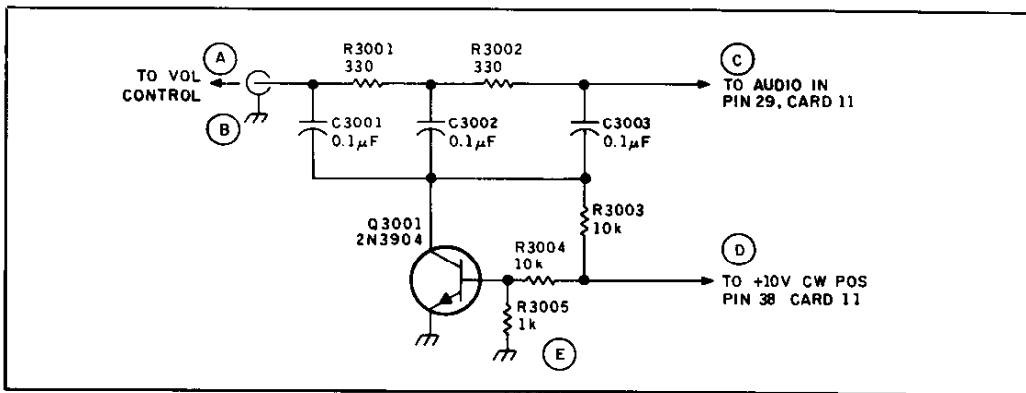 A
TO VOL
CONTROL
B
R3001
330
R3002
330
C
TO AUDIO IN
PIN 29, CARD 11
C3001
0.1µF
C3002
0.1µF
C3003
0.1µF
Q3001
2N3904
R3003
10k
R3004
10k
D
TO +10V CW POS
PIN 38 CARD 11
R3005
1k
E